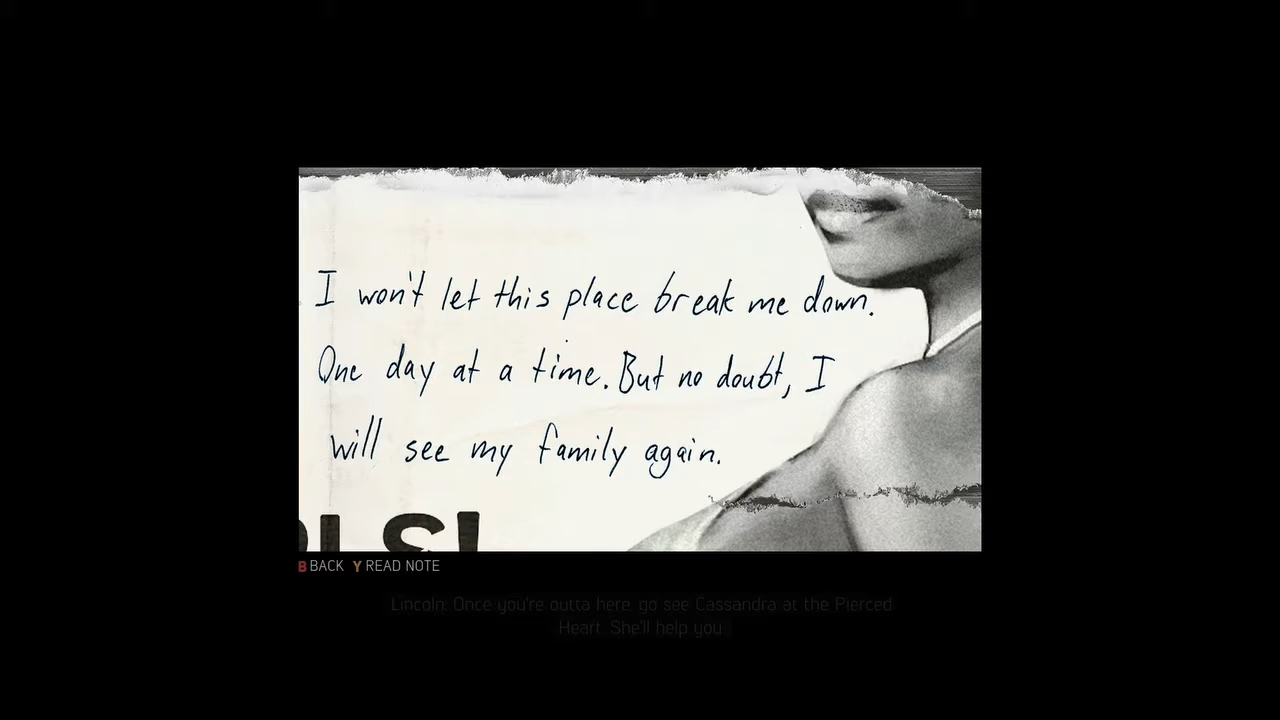 I won't let this place break me down.
One day at a time. But no doubt, I
will see my family again.
LS!
B BACK Y READ NOTE
Lincoln: Once you're outta here, go see Cassandra at the Pierced
Heart. She'll help you.